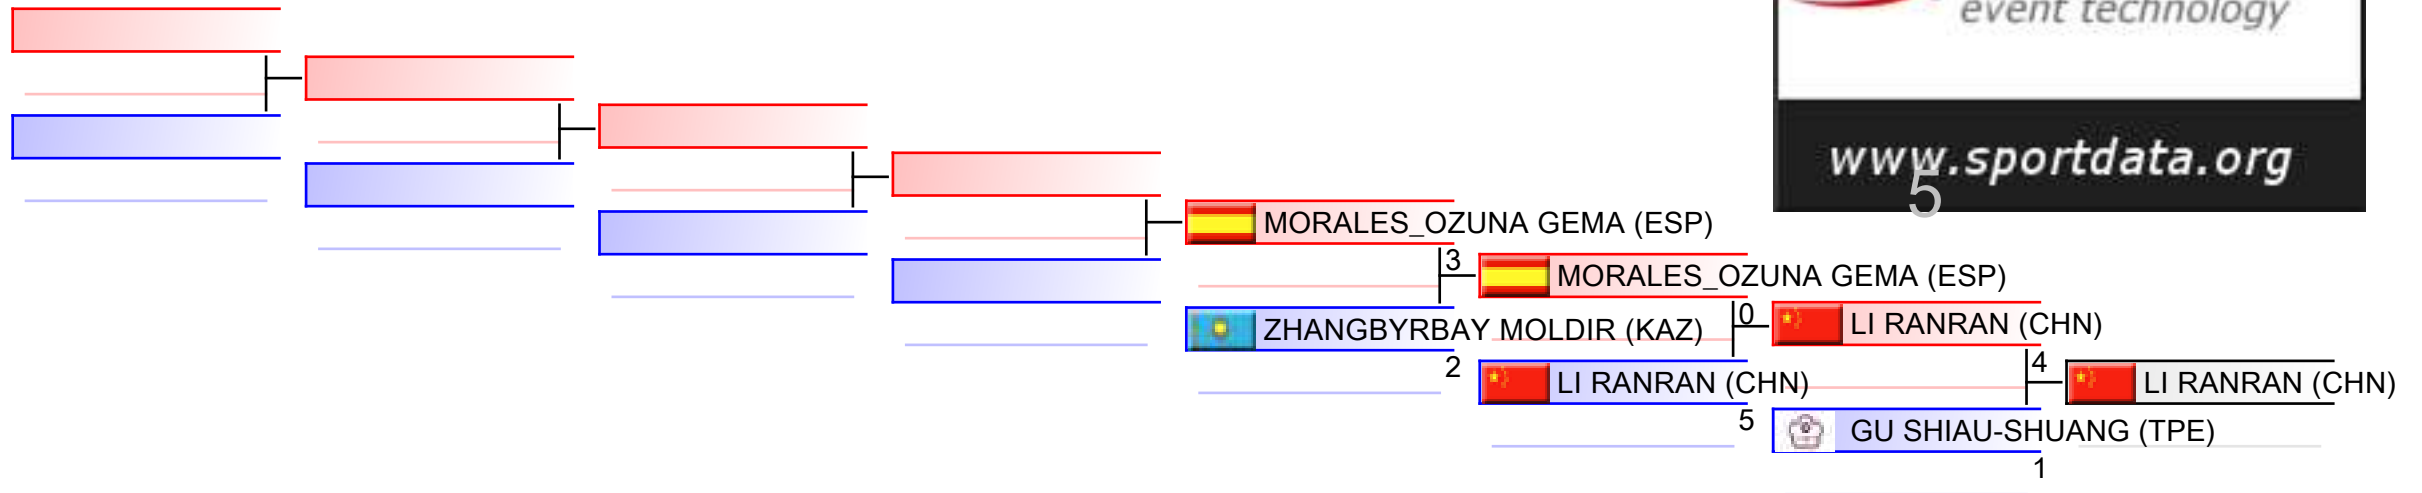 event technology
www.sportdata.org
5
MORALES_OZUNA GEMA (ESP)
3
MORALES_OZUNA GEMA (ESP)
ZHANGBYRBAY MOLDIR (KAZ)
0
LI RANRAN (CHN)
2
LI RANRAN (CHN)
4
LI RANRAN (CHN)
5
GU SHIAU-SHUANG (TPE)
1